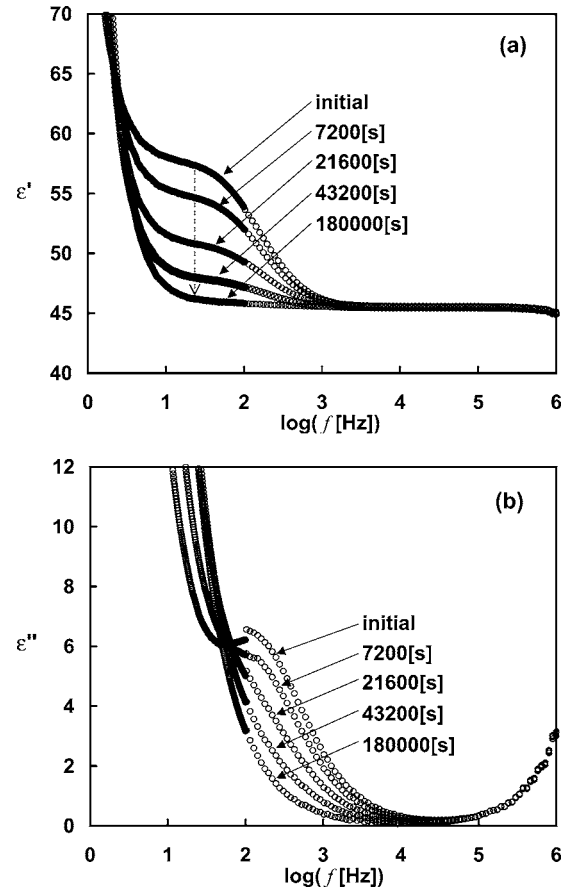 70
65
60
55
50
45
40
ε'
(a)
initial
7200[s]
21600[s]
43200[s]
180000[s]
0 1 2 3 4 5 6
log(f[Hz])
12
10
8
6
4
2
0
ε"
(b)
initial
7200[s]
21600[s]
43200[s]
180000[s]
0 1 2 3 4 5 6
log(f[Hz])